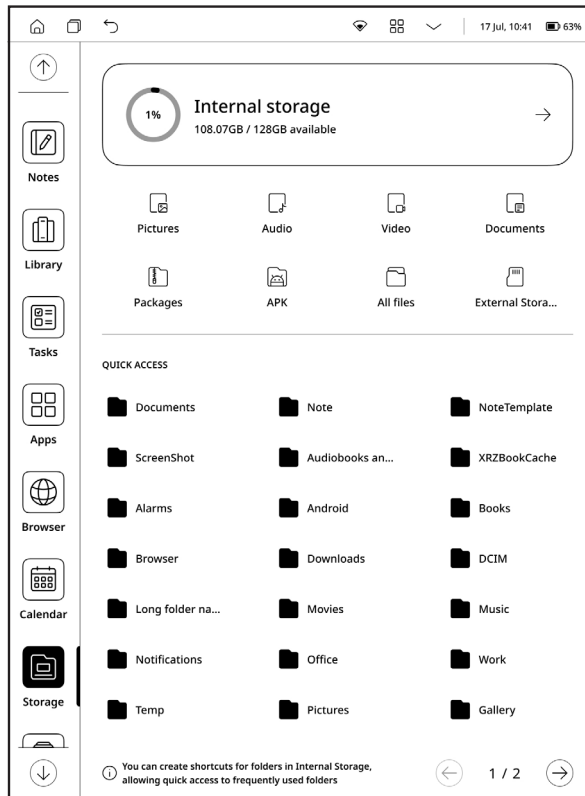 17 Jul, 10:41 63%
1%
Internal storage
108.07GB / 128GB available
Notes
Library
Tasks
Apps
Browser
Calendar
Storage
Pictures Audio Video Documents
Packages APK All files External Stora...
QUICK ACCESS
Documents Note NoteTemplate
ScreenShot Audiobooks an... XRZBookCache
Alarms Android Books
Browser Downloads DCIM
Long folder na... Movies Music
Notifications Office Work
Temp Pictures Gallery
You can create shortcuts for folders in Internal Storage,
allowing quick access to frequently used folders
1 / 2